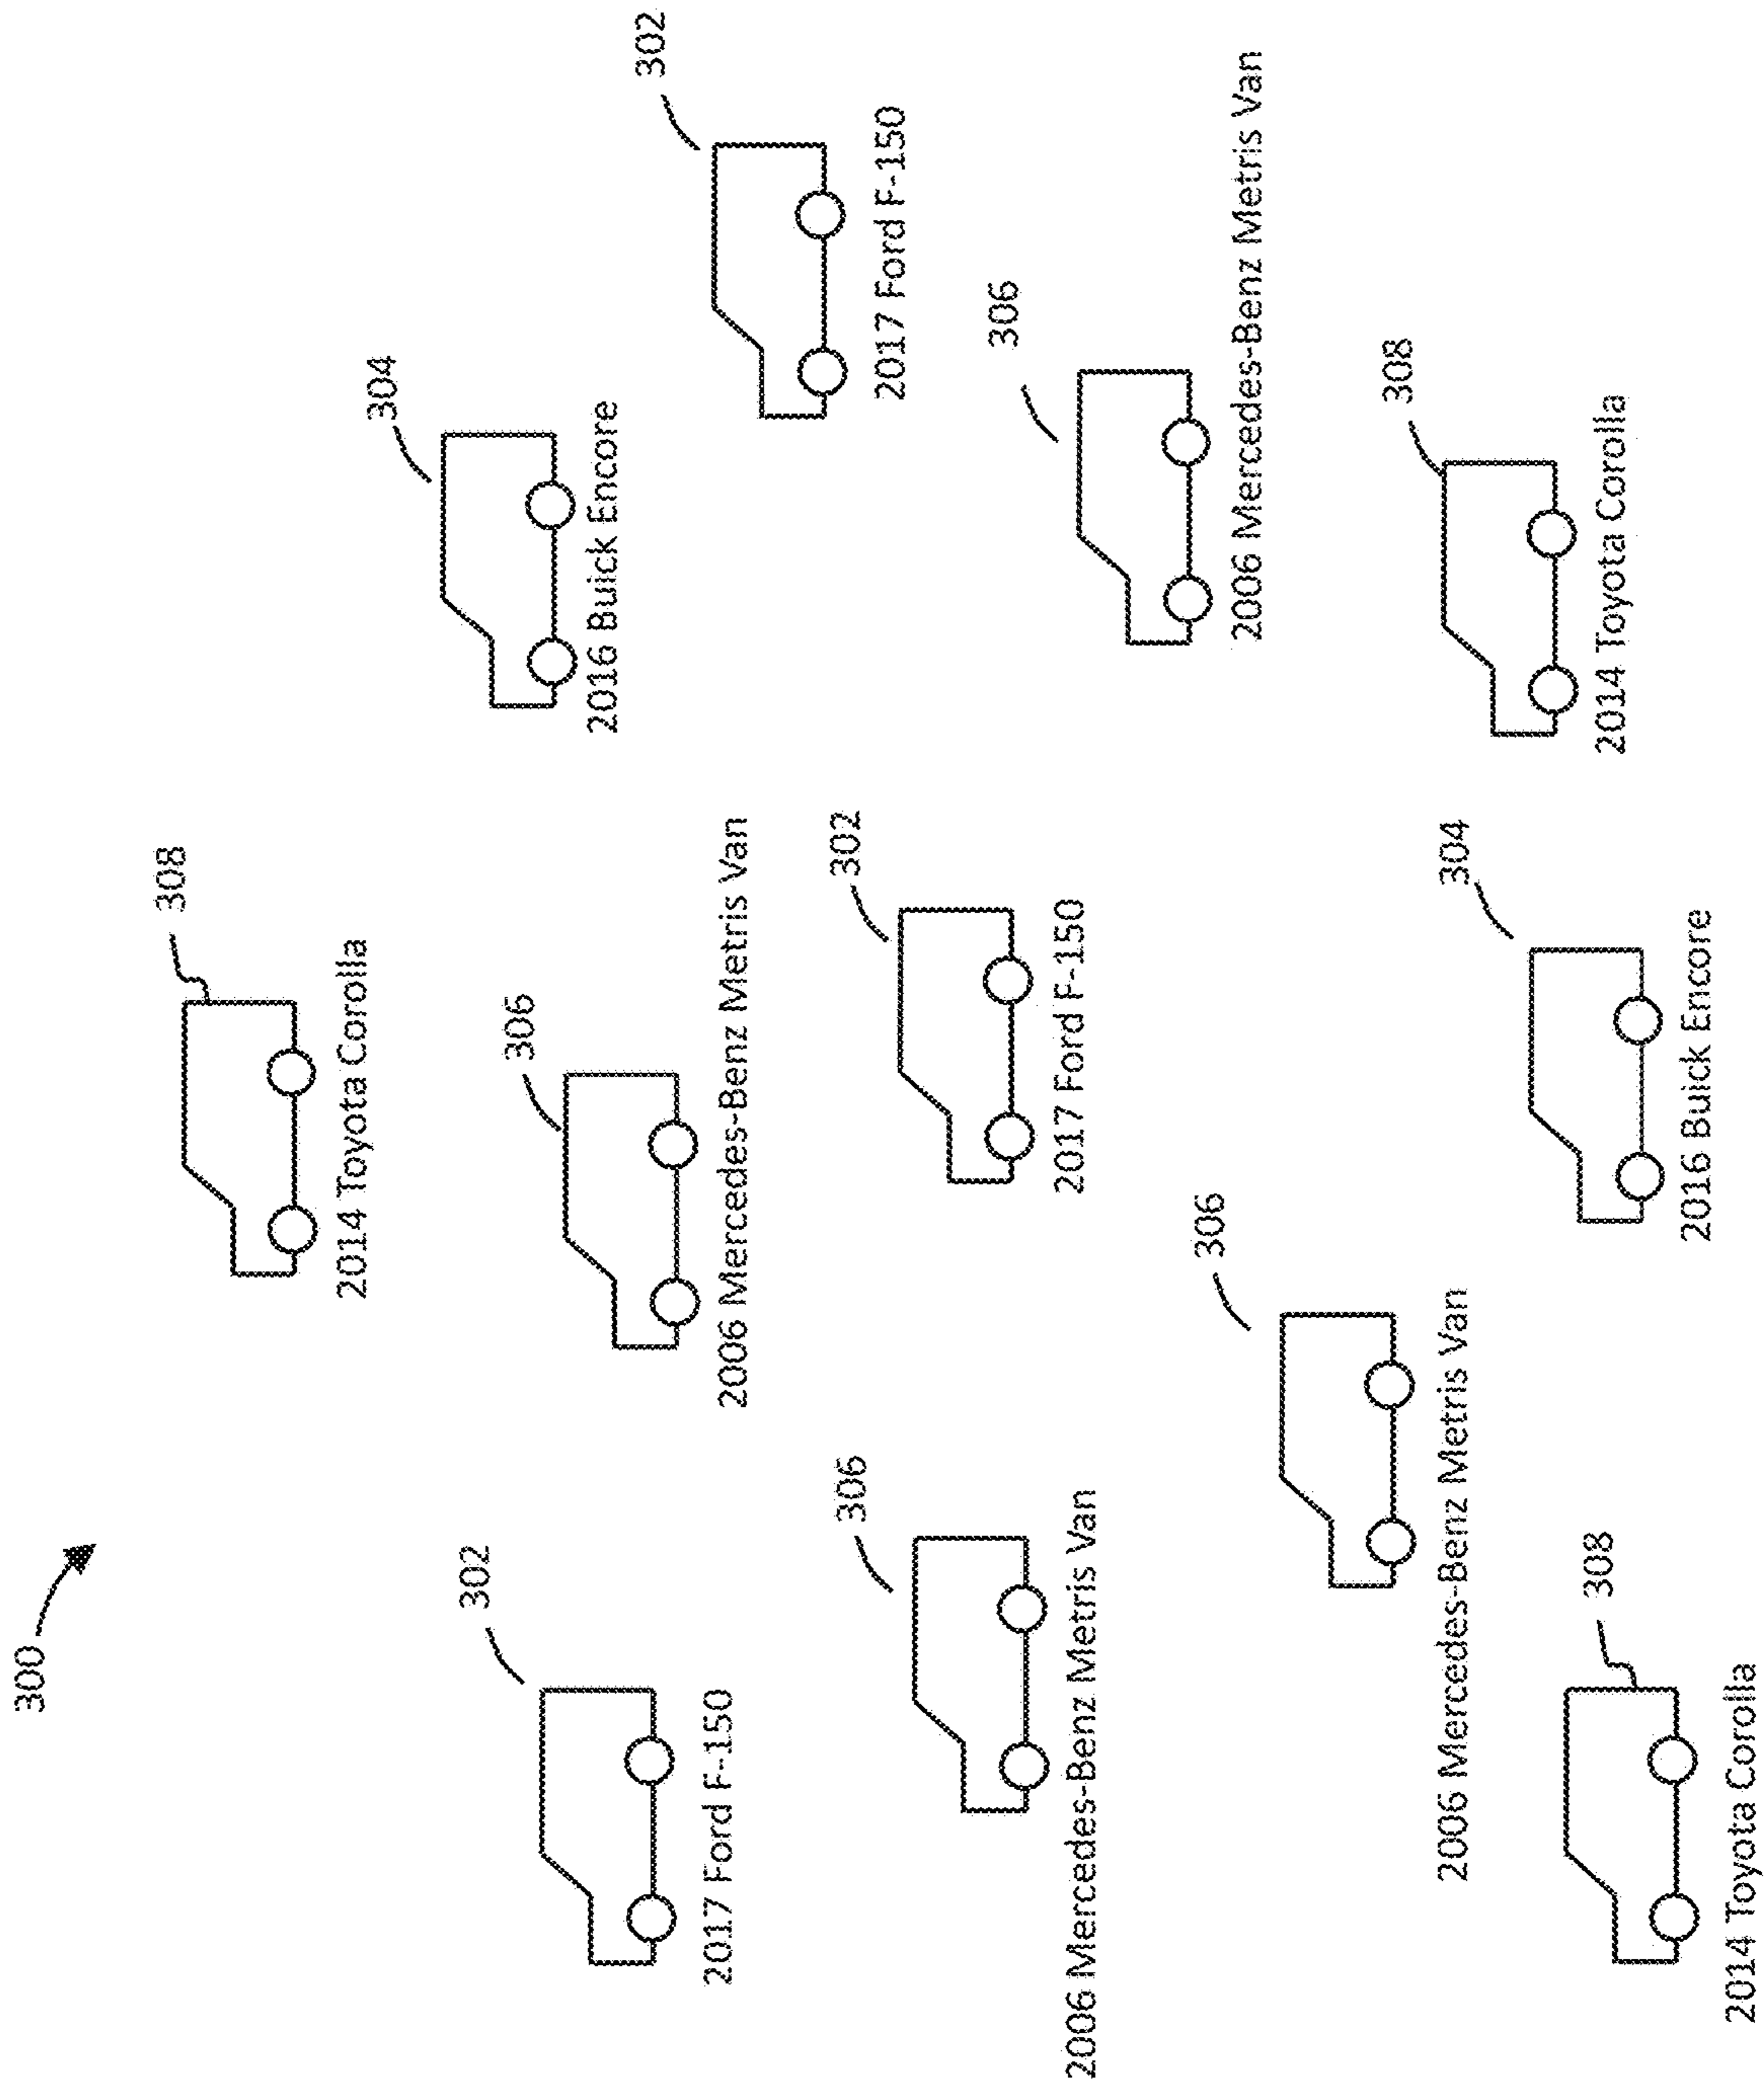 300
308
2014 Toyota Corolla
304
302
306
2016 Buick Encore
302
2017 Ford F-150
2006 Mercedes-Benz Metris Van
306
302
2017 Ford F-150
306
2006 Mercedes-Benz Metris Van
2017 Ford F-150
306
2006 Mercedes-Benz Metris Van
308
2006 Mercedes-Benz Metris Van
304
308
2014 Toyota Corolla
2016 Buick Encore
2014 Toyota Corolla